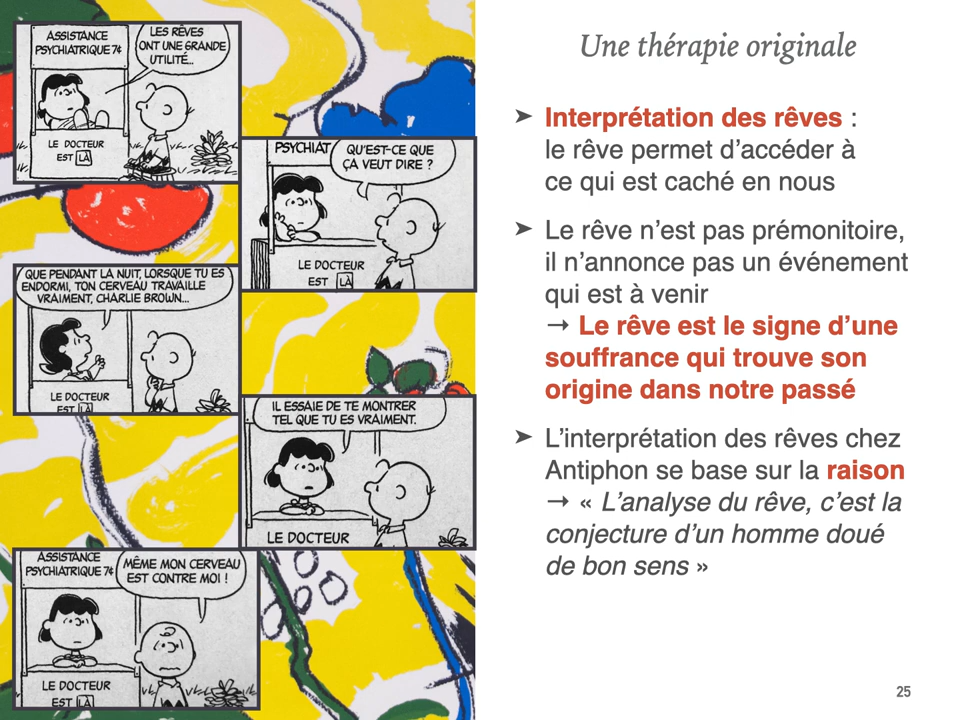 ASSISTANCE
PSYCHIATRIQUE 7¢
LES RÊVES
ONT UNE GRANDE
UTILITÉ...
LE DOCTEUR
EST LÀ
PSYCHIAT
QU'EST-CE QUE
ÇA VEUT DIRE ?
LE DOCTEUR
EST LÀ
QUE PENDANT LA NUIT, LORSQUE TU ES
ENDORMI, TON CERVEAU TRAVAILLE
VRAIMENT, CHARLIE BROWN...
LE DOCTEUR
EST LÀ
IL ESSAIE DE TE MONTRER
TEL QUE TU ES VRAIMENT.
LE DOCTEUR
ASSISTANCE
PSYCHIATRIQUE 7¢
MÊME MON CERVEAU
EST CONTRE MOI !
LE DOCTEUR
EST LÀ
Une thérapie originale
➤ Interprétation des rêves :
le rêve permet d’accéder à
ce qui est caché en nous
➤ Le rêve n’est pas prémonitoire,
il n’annonce pas un événement
qui est à venir
→ Le rêve est le signe d’une
souffrance qui trouve son
origine dans notre passé
➤ L’interprétation des rêves chez
Antiphon se base sur la raison
→ « L’analyse du rêve, c’est la
conjecture d’un homme doué
de bon sens »
25